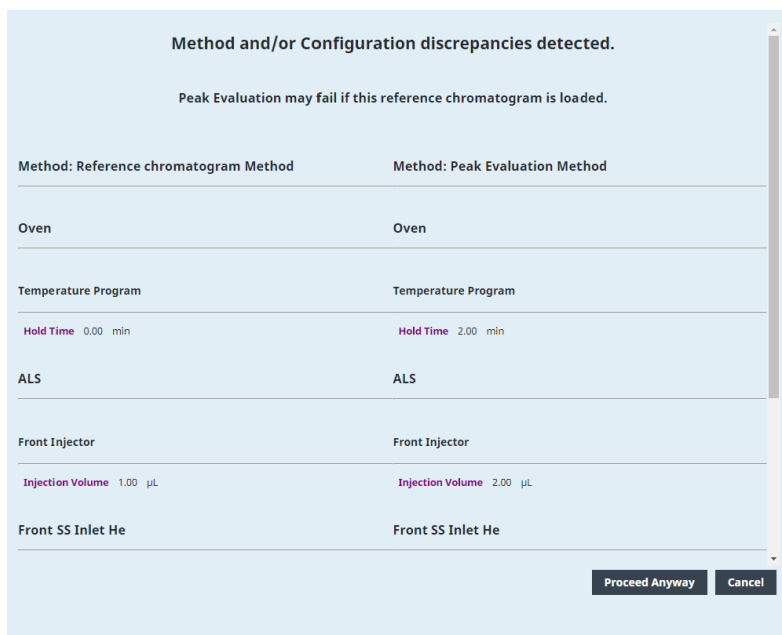 Method and/or Configuration discrepancies detected.
Peak Evaluation may fail if this reference chromatogram is loaded.
Method: Reference chromatogram Method Method: Peak Evaluation Method
Oven Oven
Temperature Program Temperature Program
Hold Time 0.00 min Hold Time 2.00 min
ALS ALS
Front Injector Front Injector
Injection Volume 1.00 µL Injection Volume 2.00 µL
Front SS Inlet He Front SS Inlet He
Proceed Anyway Cancel